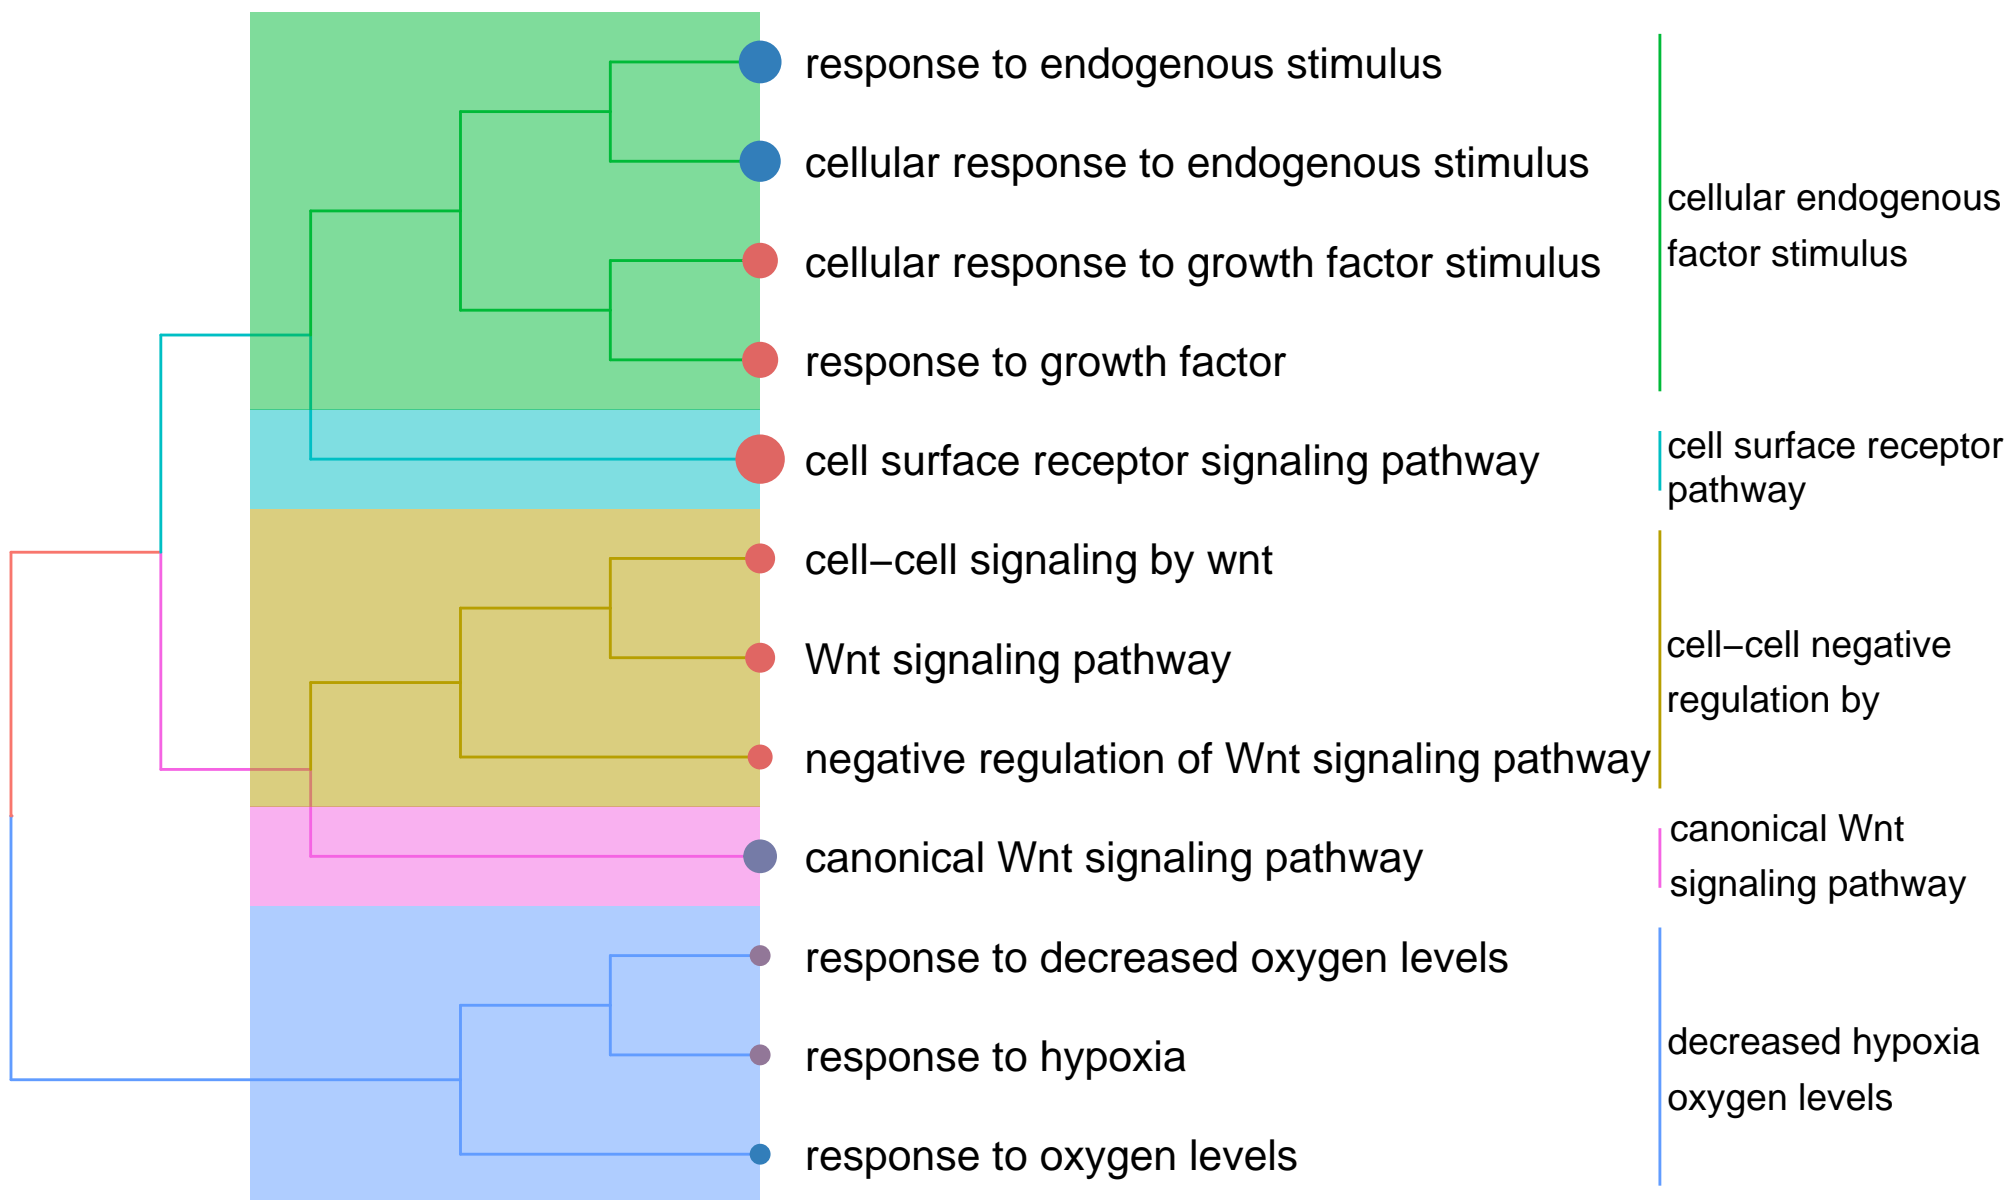 response to endogenous stimulus
cellular response to endogenous stimulus
cellular response to growth factor stimulus
response to growth factor
cell surface receptor signaling pathway
cell−cell signaling by wnt
Wnt signaling pathway
negative regulation of Wnt signaling pathway
canonical Wnt signaling pathway
response to decreased oxygen levels
response to hypoxia
response to oxygen levels
cellular endogenous
factor stimulus
cell surface receptor
pathway
cell−cell negative
regulation by
canonical Wnt
signaling pathway
decreased hypoxia
oxygen levels